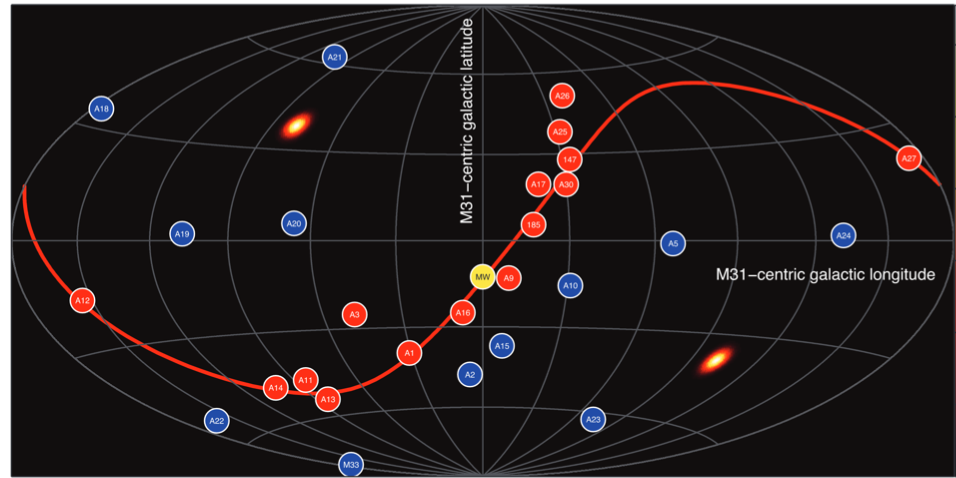 M31−centric galactic latitude
M31−centric galactic longitude
A21
A26
A18
A25
147
A27
A17
A30
A20
185
A19
A24
A5
MW
A9
A10
A12
A16
A3
A15
A1
A2
A11
A14
A13
A23
A22
M33